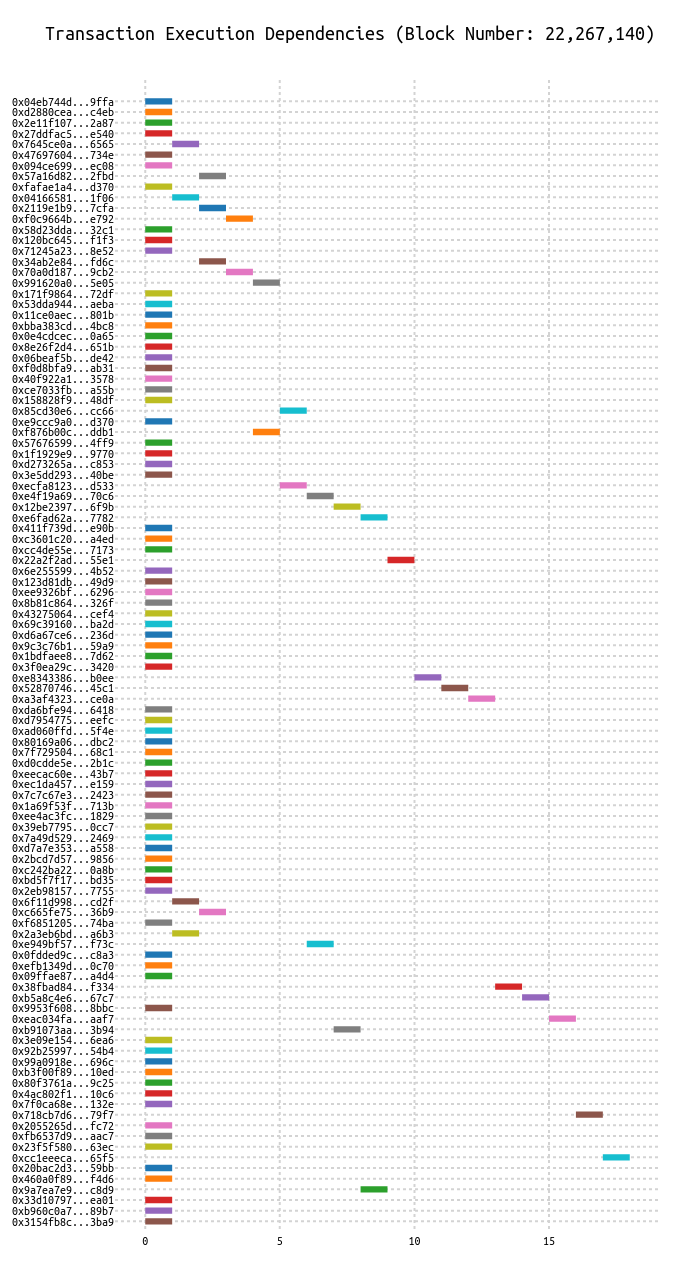 Transaction Execution Dependencies (Block Number: 22,267,140)
0x04eb744d...9ffa
0xd2880cea...c4eb
0x2e11f107...2a87
0x27ddfac5...e540
0x7645ce0a...6565
0x47697604...734e
0x094ce699...ec08
0x57a16d82...2fbd
0xfafae1a4...d370
0x04166581...1f06
0x2119e1b9...7cfa
0xf0c9664b...e792
0x58d23dda...32c1
0x120bc645...f1f3
0x71245a23...8e52
0x34ab2e84...fd6c
0x70a0d187...9cb2
0x991620a0...5e05
0x171f9864...72df
0x53dda944...aeba
0x11ce0aec...801b
0xbba383cd...4bc8
0x0e4cdcec...0a65
0x8e26f2d4...651b
0x06beaf5b...de42
0xf0d8bfa9...ab31
0x40f922a1...3578
0xce7033fb...a55b
0x158828f9...48df
0x85cd30e6...cc66
0xe9ccc9a0...d370
0xf876b00c...ddb1
0x57676599...4ff9
0x1f1929e9...9770
0xd273265a...c853
0x3e5dd293...40be
0xecfa8123...d533
0xe4f19a69...70c6
0x12be2397...6f9b
0xe6fad62a...7782
0x411f739d...e90b
0xc3601c20...a4ed
0xcc4de55e...7173
0x22a2f2ad...55e1
0x6e255599...4b52
0x123d81db...49d9
0xee9326bf...6296
0x8b81c864...326f
0x43275064...cef4
0x69c39160...ba2d
0xd6a67ce6...236d
0x9c3c76b1...59a9
0x1bdfaee8...7d62
0x3f0ea29c...3420
0xe8343386...b0ee
0x52870746...45c1
0xa3af4323...ce0a
0xda6bfe94...6418
0xd7954775...eefc
0xad060ffd...5f4e
0x80169a06...dbc2
0x7f729504...68c1
0xd0cdde5e...2b1c
0xeecac60e...43b7
0xec1da457...e159
0x7c7c67e3...2423
0x1a69f53f...713b
0xee4ac3fc...1829
0x39eb7795...0cc7
0x7a49d529...2469
0xd7a7e353...a558
0x2bcd7d57...9856
0xc242ba22...0a8b
0xbd5f7f17...bd35
0x2eb98157...7755
0x6f11d998...cd2f
0xc665fe75...36b9
0xf6851205...74ba
0x2a3eb6bd...a6b3
0xe949bf57...f73c
0x0fdded9c...c8a3
0xefb1349d...0c70
0x09ffae87...a4d4
0x38fbad84...f334
0xb5a8c4e6...67c7
0x9953f608...8bbc
0xeac034fa...aaf7
0xb91073aa...3b94
0x3e09e154...6ea6
0x92b25997...54b4
0x99a0918e...696c
0xb3f00f89...10ed
0x80f3761a...9c25
0x4ac802f1...10c6
0x7f0ca68e...132e
0x718cb7d6...79f7
0x2055265d...fc72
0xfb6537d9...aac7
0x23f5f580...63ec
0xcc1eeeca...65f5
0x20bac2d3...59bb
0x460a0f89...f4d6
0x9a7ea7e9...c8d9
0x33d10797...ea01
0xb960c0a7...89b7
0x3154fb8c...3ba9
0 5 10 15